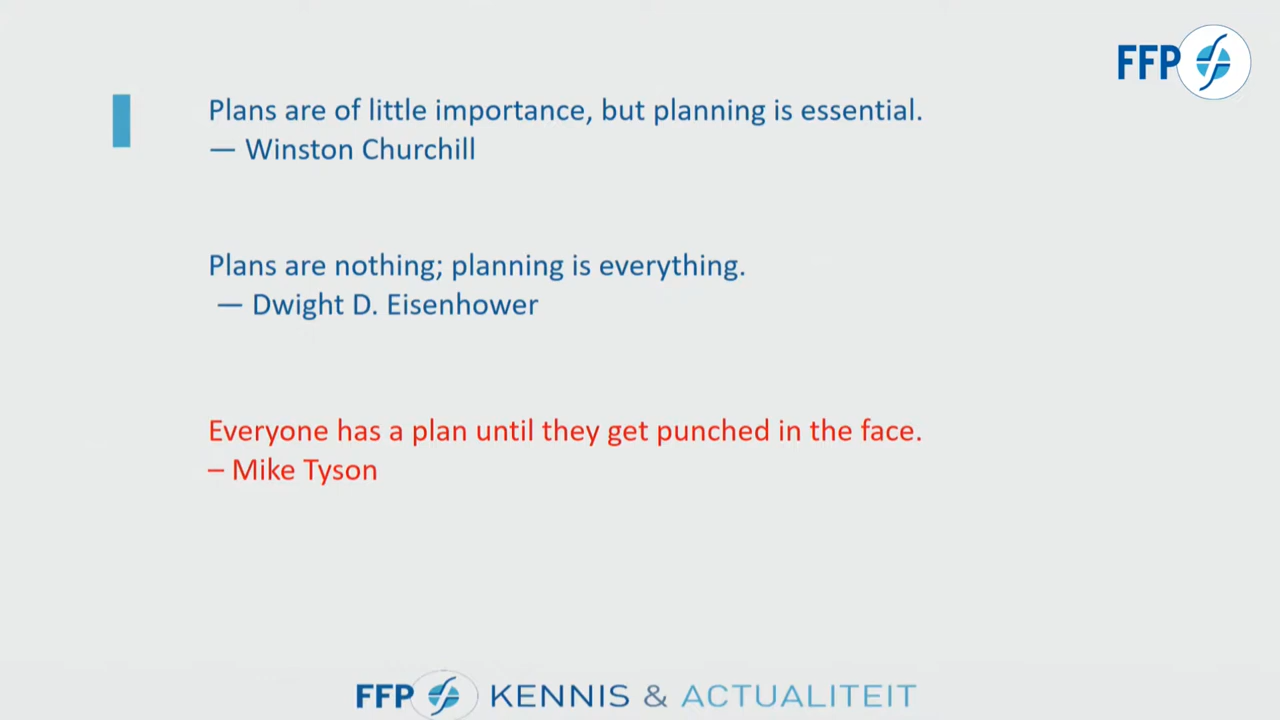 FFP
Plans are of little importance, but planning is essential.
— Winston Churchill
Plans are nothing; planning is everything.
— Dwight D. Eisenhower
Everyone has a plan until they get punched in the face.
– Mike Tyson
FFP KENNIS & ACTUALITEIT